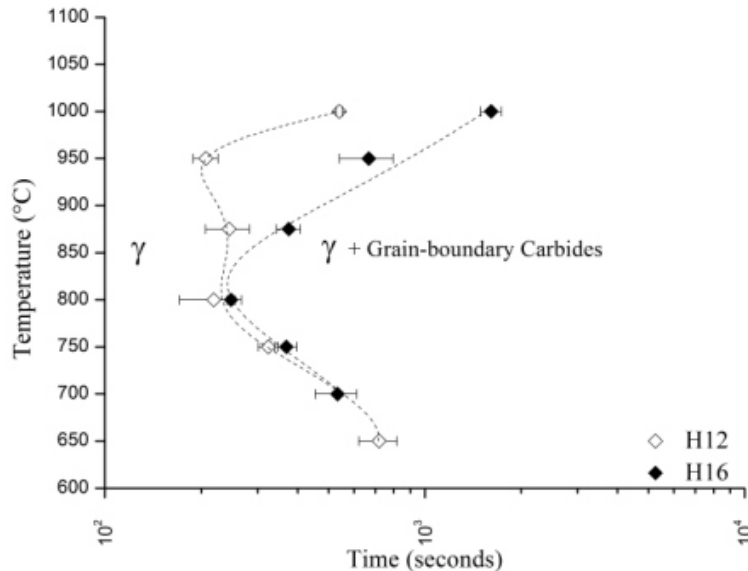 1100
1050
1000
950
900
850
800
750
700
650
600
Temperature (°C)
γ
γ + Grain-boundary Carbides
H12
H16
10²
10³
10⁴
Time (seconds)